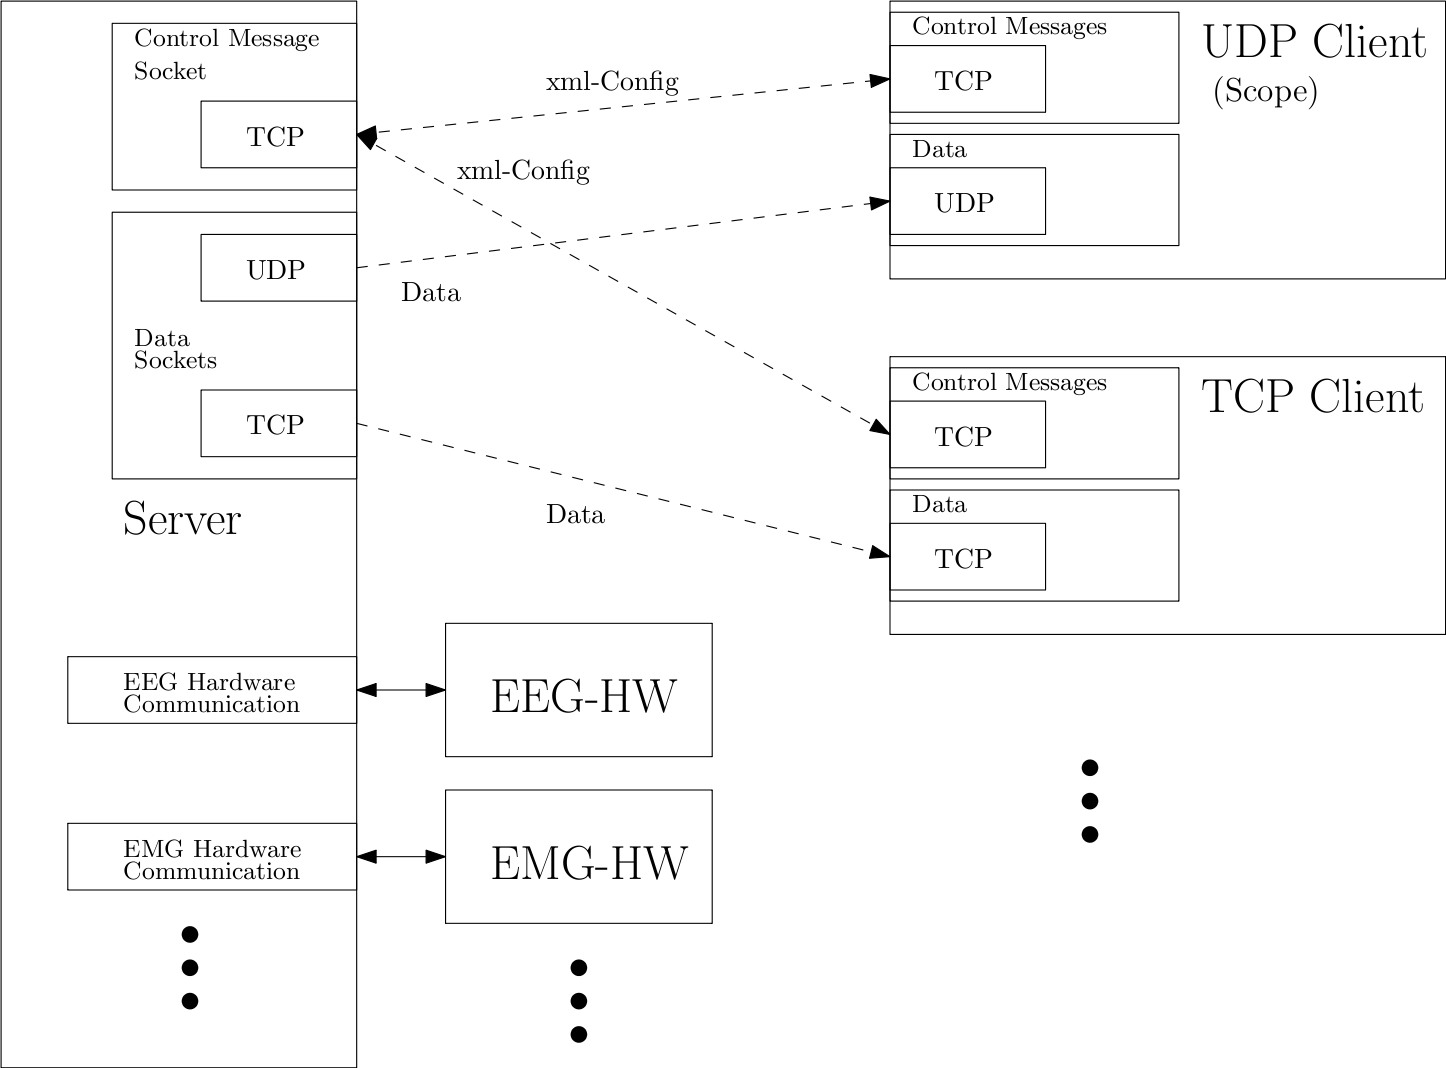 Control Message
Socket
TCP
UDP
Data
Sockets
TCP
Server
EEG Hardware
Communication
EMG Hardware
Communication
xml-Config
xml-Config
Data
Data
EEG-HW
EMG-HW
Control Messages
TCP
Data
UDP
UDP Client
(Scope)
Control Messages
TCP
Data
TCP
TCP Client